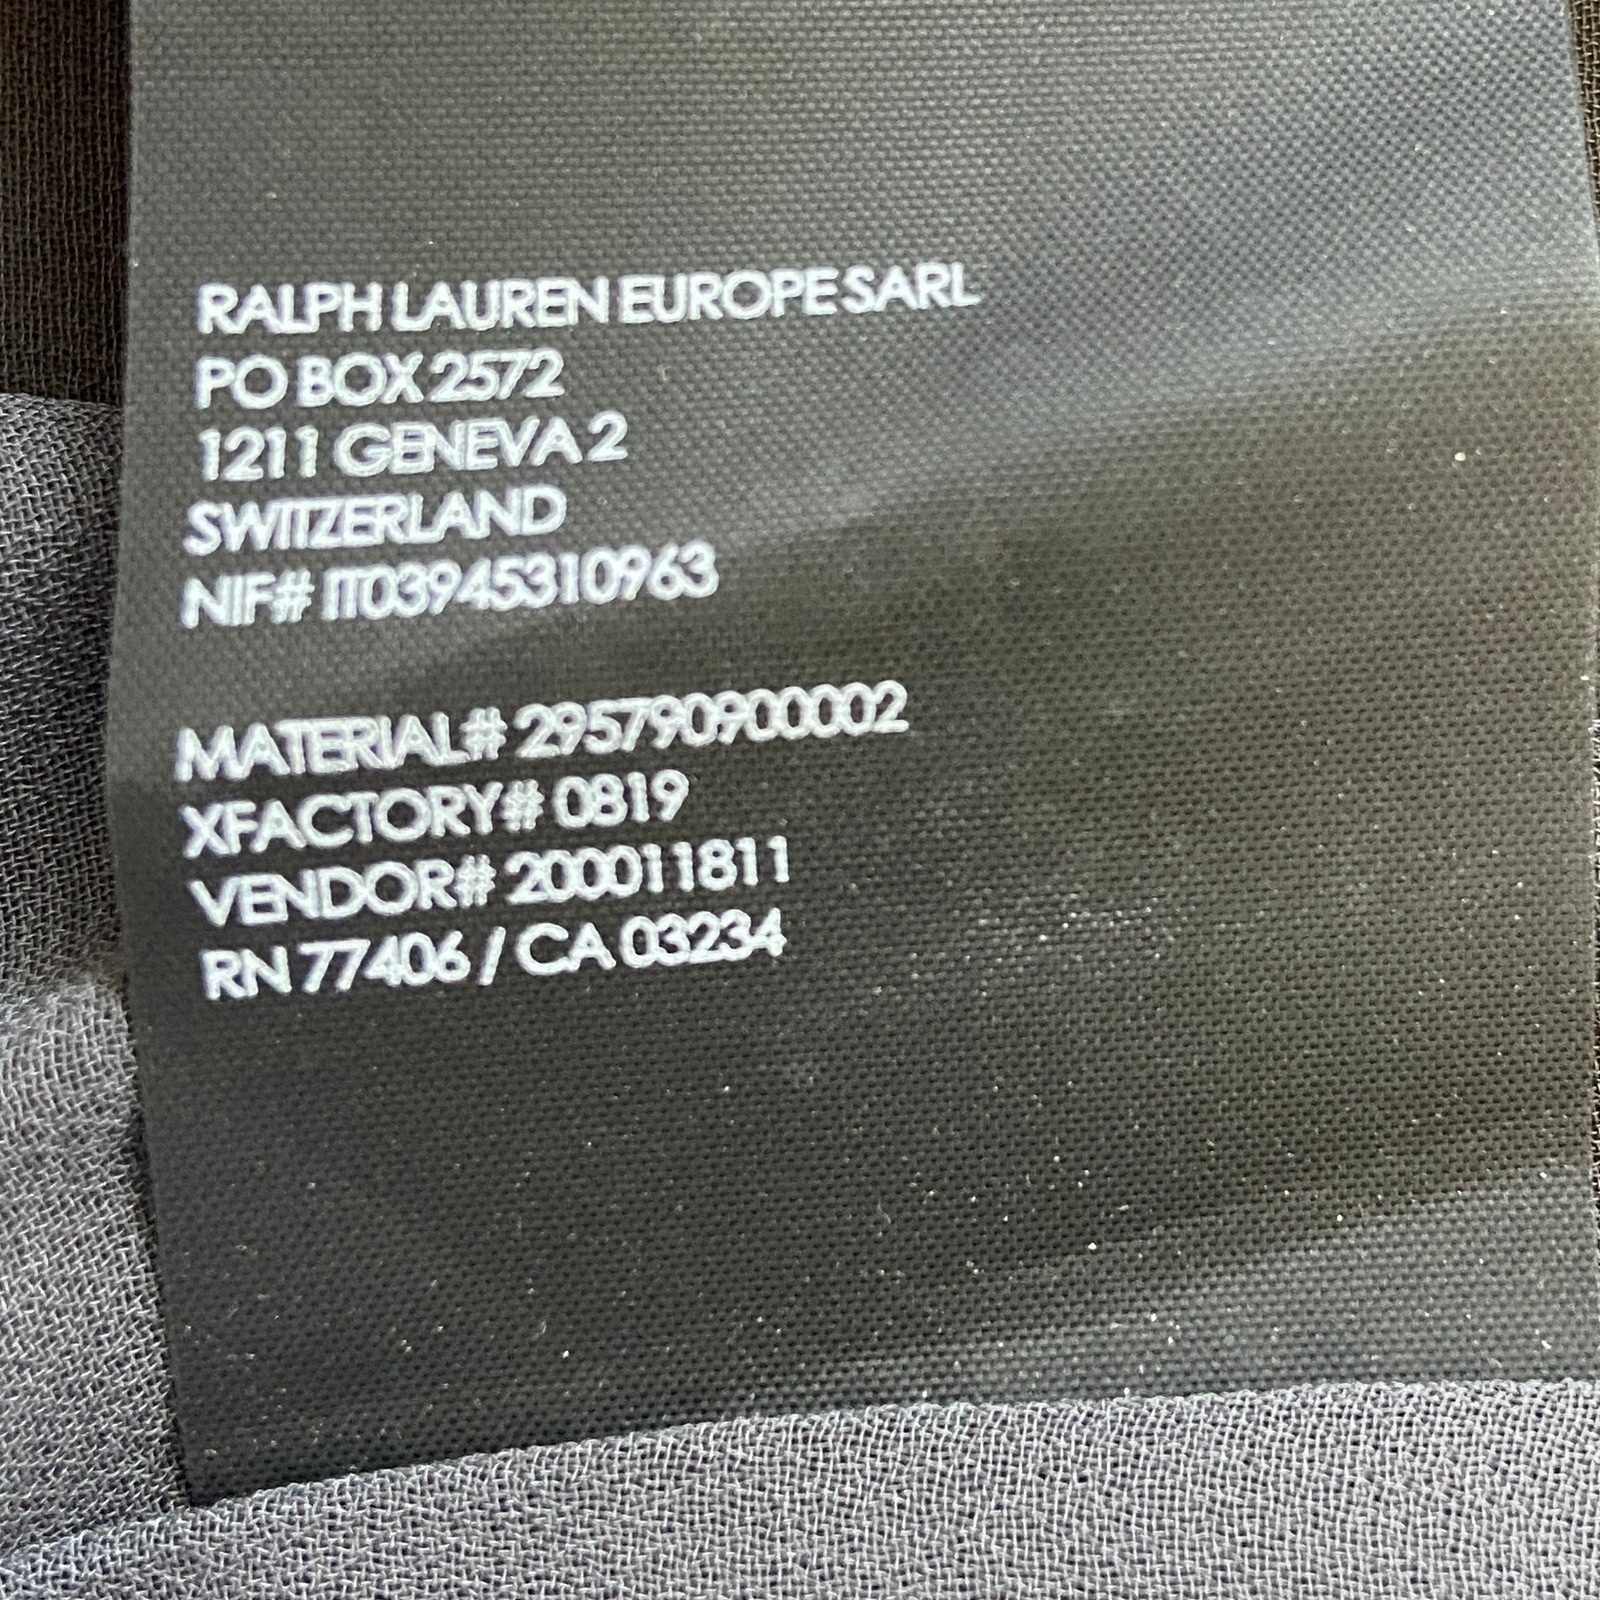 RALPH LAUREN EUROPE SARL
PO BOX 2572
1211 GENEVA 2
SWITZERLAND
NIF# IT03945310963
MATERIAL# 295790900002
XFACTORY# 0819
VENDOR# 200011811
RN 77406 / CA 03234